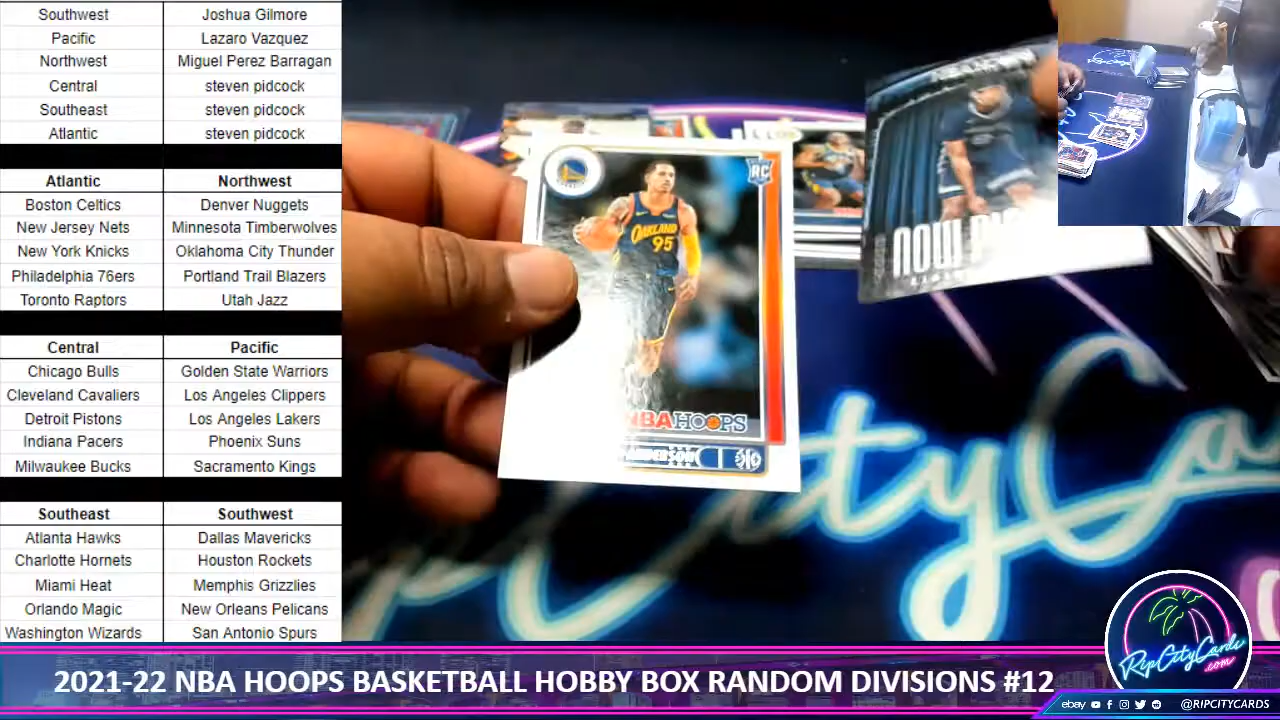 Southwest Joshua Gilmore
Pacific Lazaro Vazquez
Northwest Miguel Perez Barragan
Central steven pidcock
Southeast steven pidcock
Atlantic steven pidcock
Atlantic Northwest
Boston Celtics Denver Nuggets
New Jersey Nets Minnesota Timberwolves
New York Knicks Oklahoma City Thunder
Philadelphia 76ers Portland Trail Blazers
Toronto Raptors Utah Jazz
Central Pacific
Chicago Bulls Golden State Warriors
Cleveland Cavaliers Los Angeles Clippers
Detroit Pistons Los Angeles Lakers
Indiana Pacers Phoenix Suns
Milwaukee Bucks Sacramento Kings
Southeast Southwest
Atlanta Hawks Dallas Mavericks
Charlotte Hornets Houston Rockets
Miami Heat Memphis Grizzlies
Orlando Magic New Orleans Pelicans
Washington Wizards San Antonio Spurs
RC
OAKLAND
95
NBA HOOPS
ANDERSON
NOW
ityCa
RipCityCards
.com
2021-22 NBA HOOPS BASKETBALL HOBBY BOX RANDOM DIVISIONS #12
ebay @RIPCITYCARDS